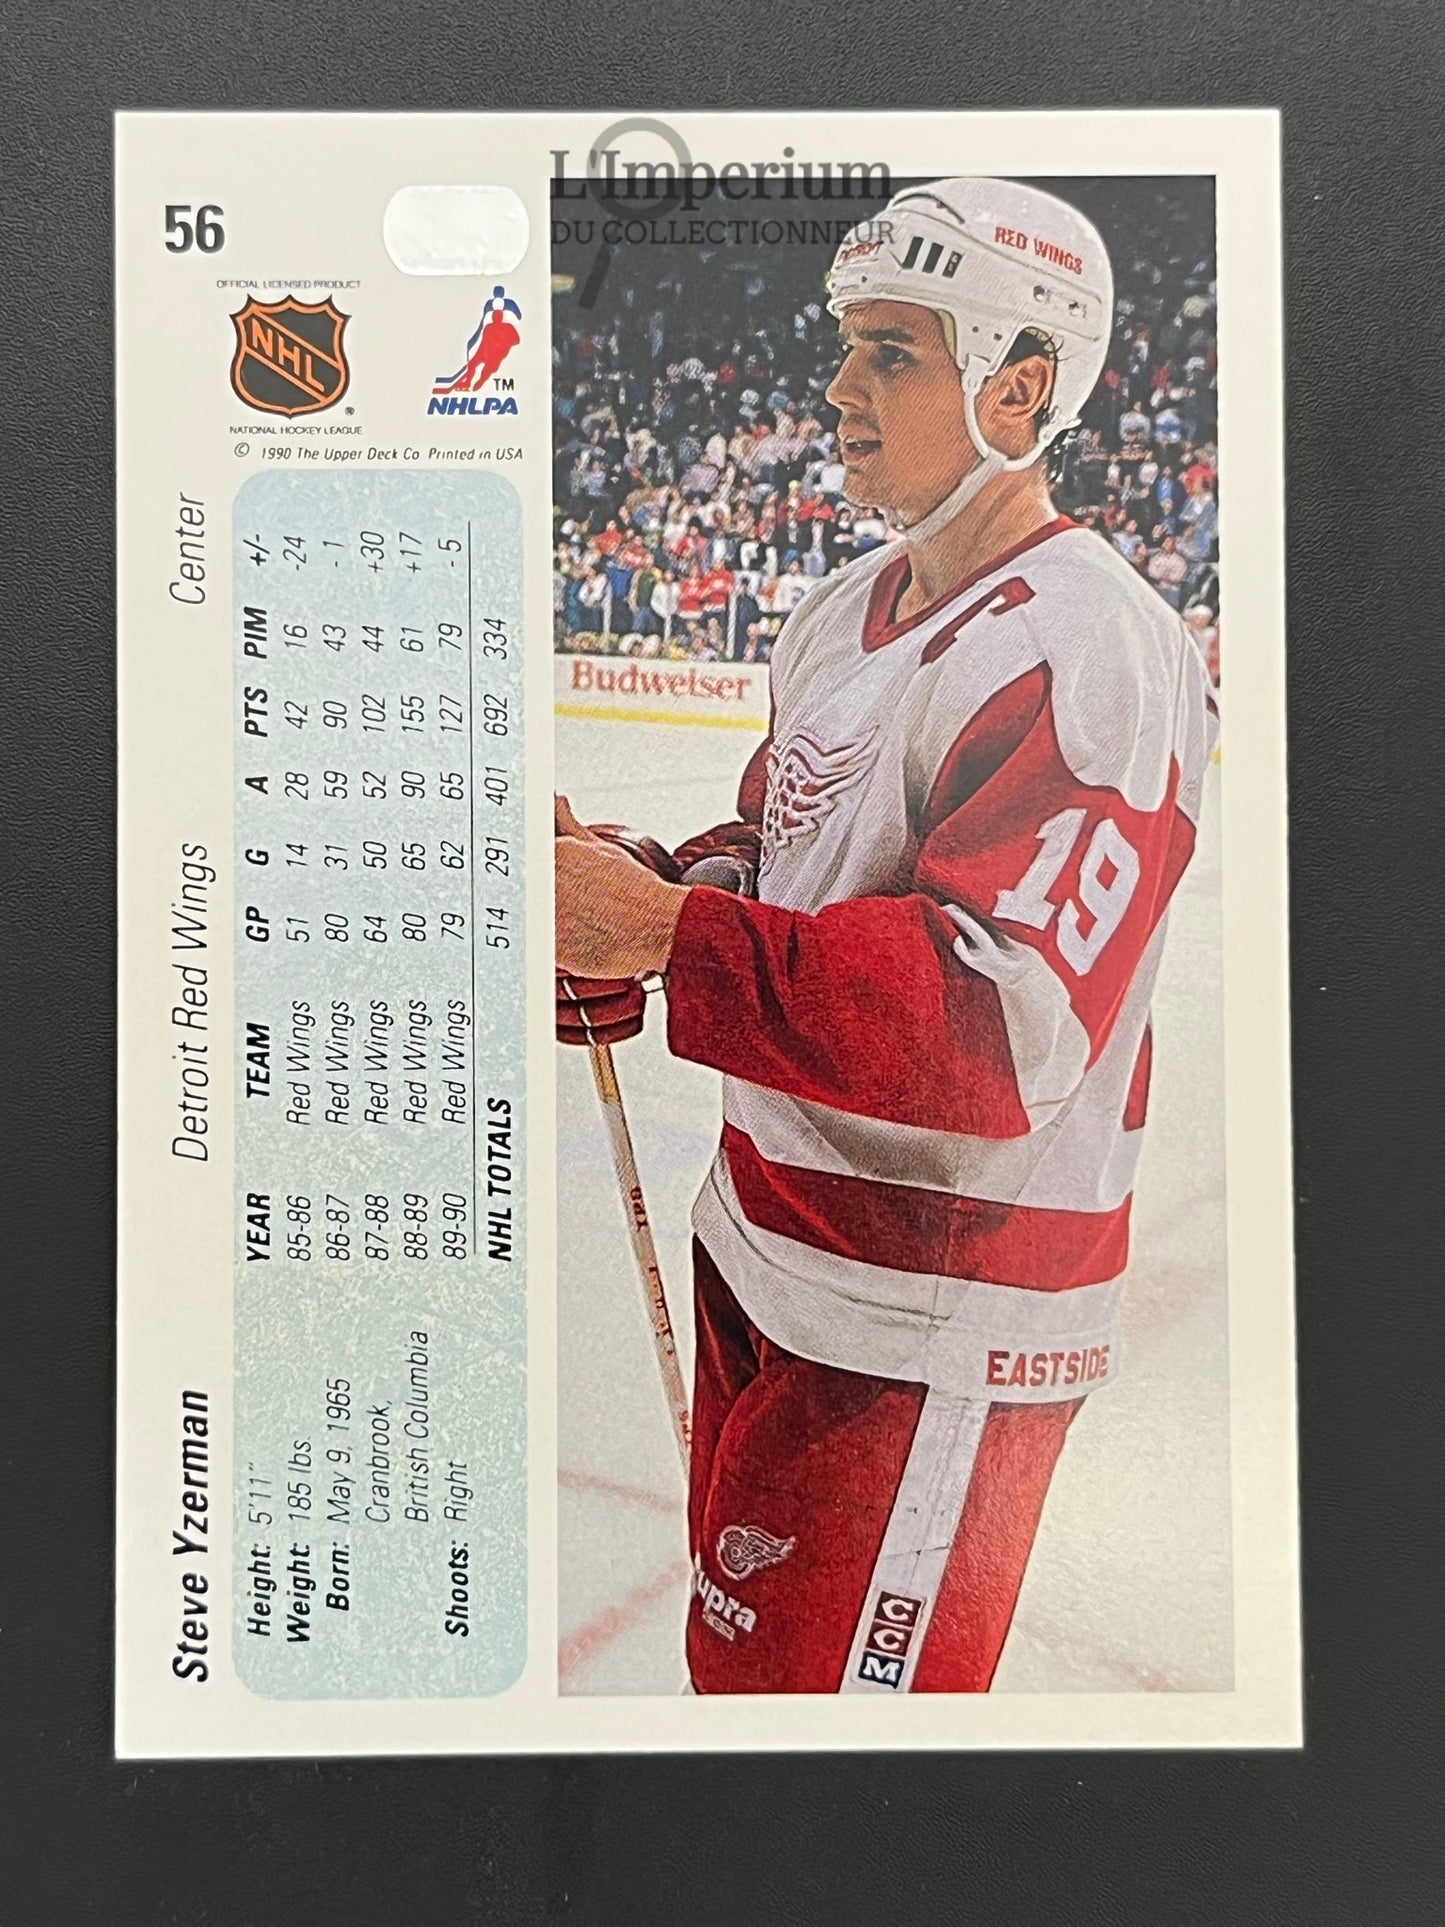 L'Imperium
DU COLLECTIONNEUR
56
OFFICIAL LICENSED PRODUCT
NHL
®
NATIONAL HOCKEY LEAGUE
TM
NHLPA
© 1990 The Upper Deck Co. Printed in USA
Steve Yzerman Detroit Red Wings Center
Height: 5'11"
Weight: 185 lbs.
Born: May 9, 1965
Cranbrook,
British Columbia
Shoots: Right
YEAR TEAM GP G A PTS PIM +/-
85-86 Red Wings 51 14 28 42 16 -24
86-87 Red Wings 80 31 59 90 43 - 1
87-88 Red Wings 64 50 52 102 44 +30
88-89 Red Wings 80 65 90 155 61 +17
89-90 Red Wings 79 62 65 127 79 - 5
NHL TOTALS 514 291 401 692 334
RED WINGS
Budweiser
C
19
EASTSIDE
upra
CCM